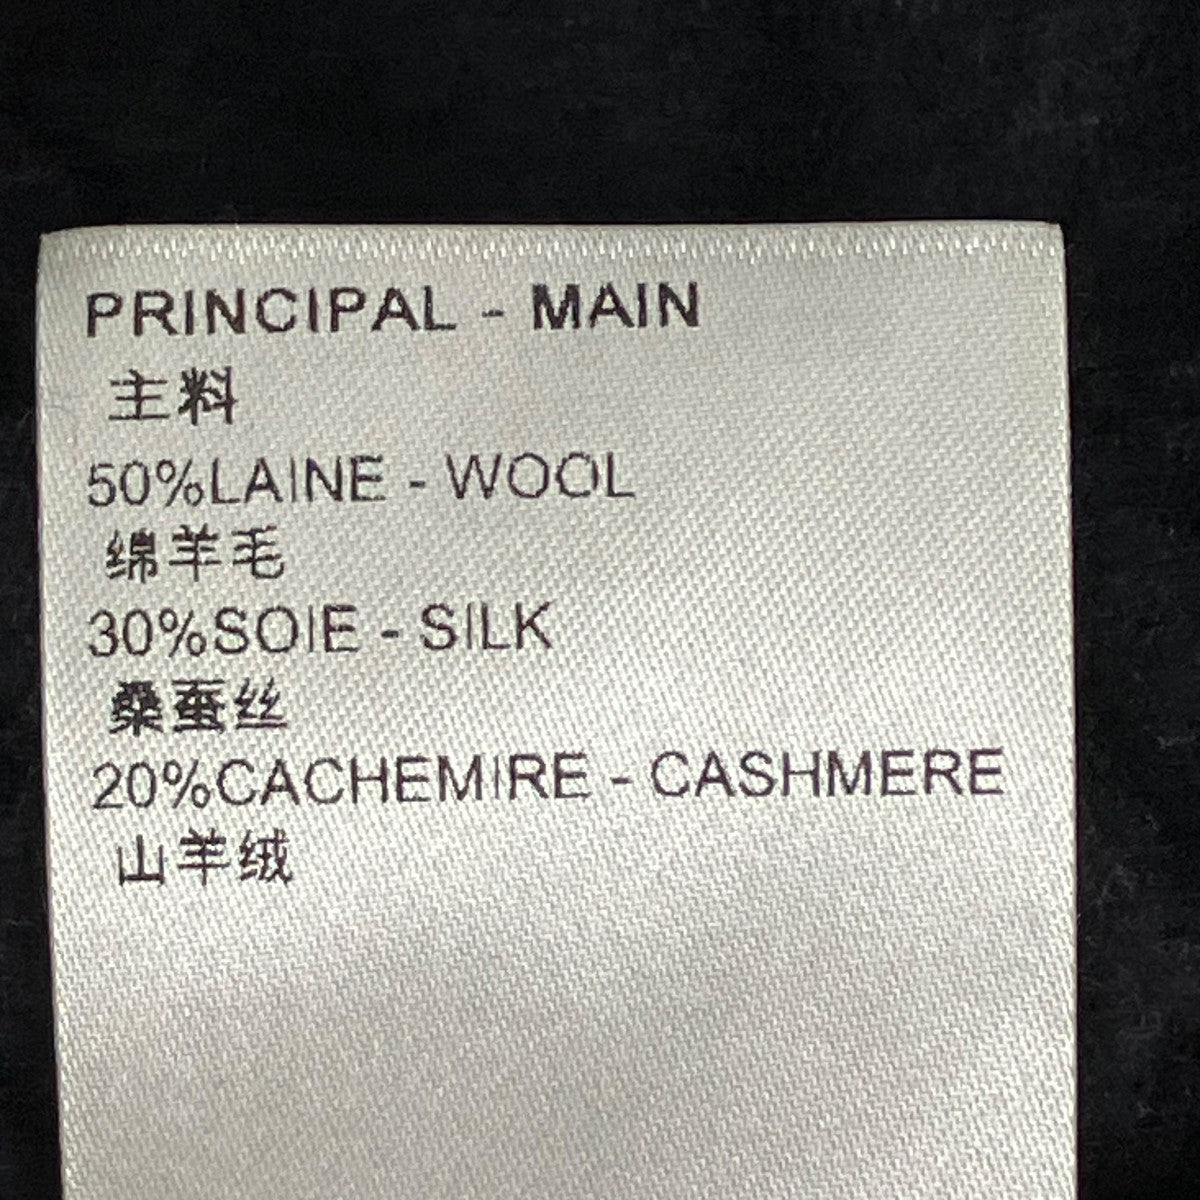 PRINCIPAL - MAIN
主料
50%LAINE - WOOL
绵羊毛
30%SOIE - SILK
桑蚕丝
20%CACHEMIRE - CASHMERE
山羊绒